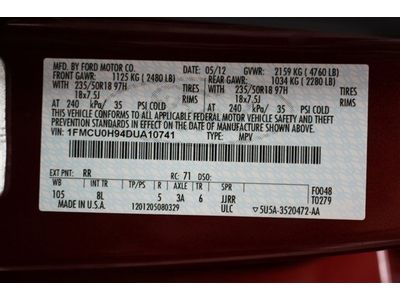 MFD. BY FORD MOTOR CO.
05/12 GVWR: 2159 KG ( 4760 LB)
FRONT GAWR: 1125 KG ( 2480 LB) REAR GAWR: 1034 KG ( 2280 LB)
WITH 235/50R18 97H TIRES WITH 235/50R18 97H TIRES
18x7.5J RIMS 18x7.5J RIMS
AT 240 kPa/ 35 PSI COLD AT 240 kPa/ 35 PSI COLD
THIS VEHICLE CONFORMS TO ALL APPLICABLE FEDERAL MOTOR VEHICLE SAFETY AND THEFT PREVENTION STANDARDS IN EFFECT ON THE DATE OF MANUFACTURE SHOWN ABOVE.
VIN: 1FMCU0H94DUA10741
TYPE: MPV
EXT PNT: RR RC: 71 DSO:
F0048
WB BRK INT TR TP/PS R AXLE TR SPR T0279
105 8L 5 3A 6 JJRR
MADE IN U.S.A. 1201205080329 ULC ▽5U5A-3520472-AA